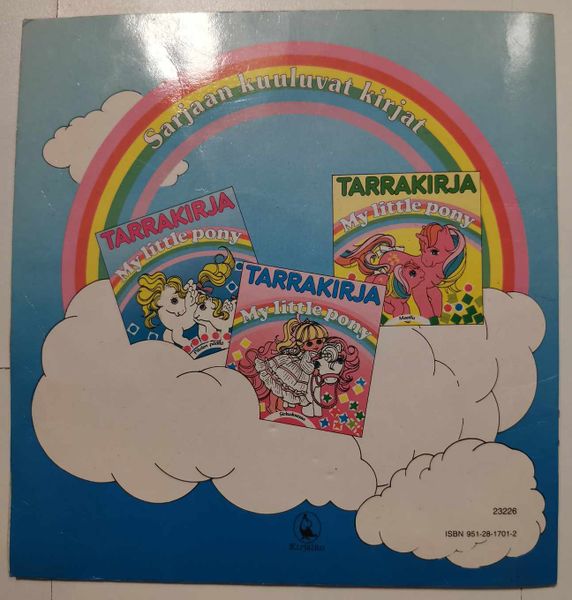 Sarjaan kuuluvat kirjat
TARRAKIRJA
My little pony
TARRAKIRJA
My little pony
TARRAKIRJA
My little pony
23226
ISBN 951-28-1701-2
Kirjalito